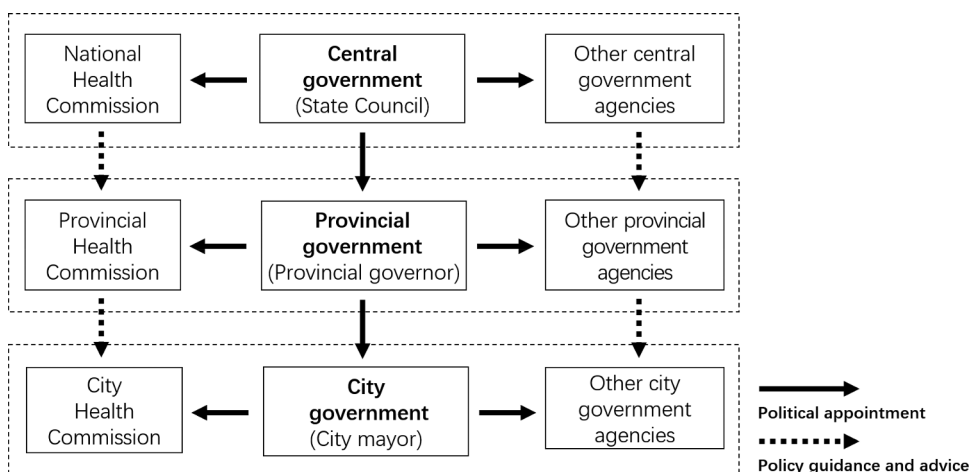 National
Health
Commission
Central
government
(State Council)
Other central
government
agencies
Provincial
Health
Commission
Provincial
government
(Provincial governor)
Other provincial
government
agencies
City
Health
Commission
City
government
(City mayor)
Other city
government
agencies
Political appointment
Policy guidance and advice